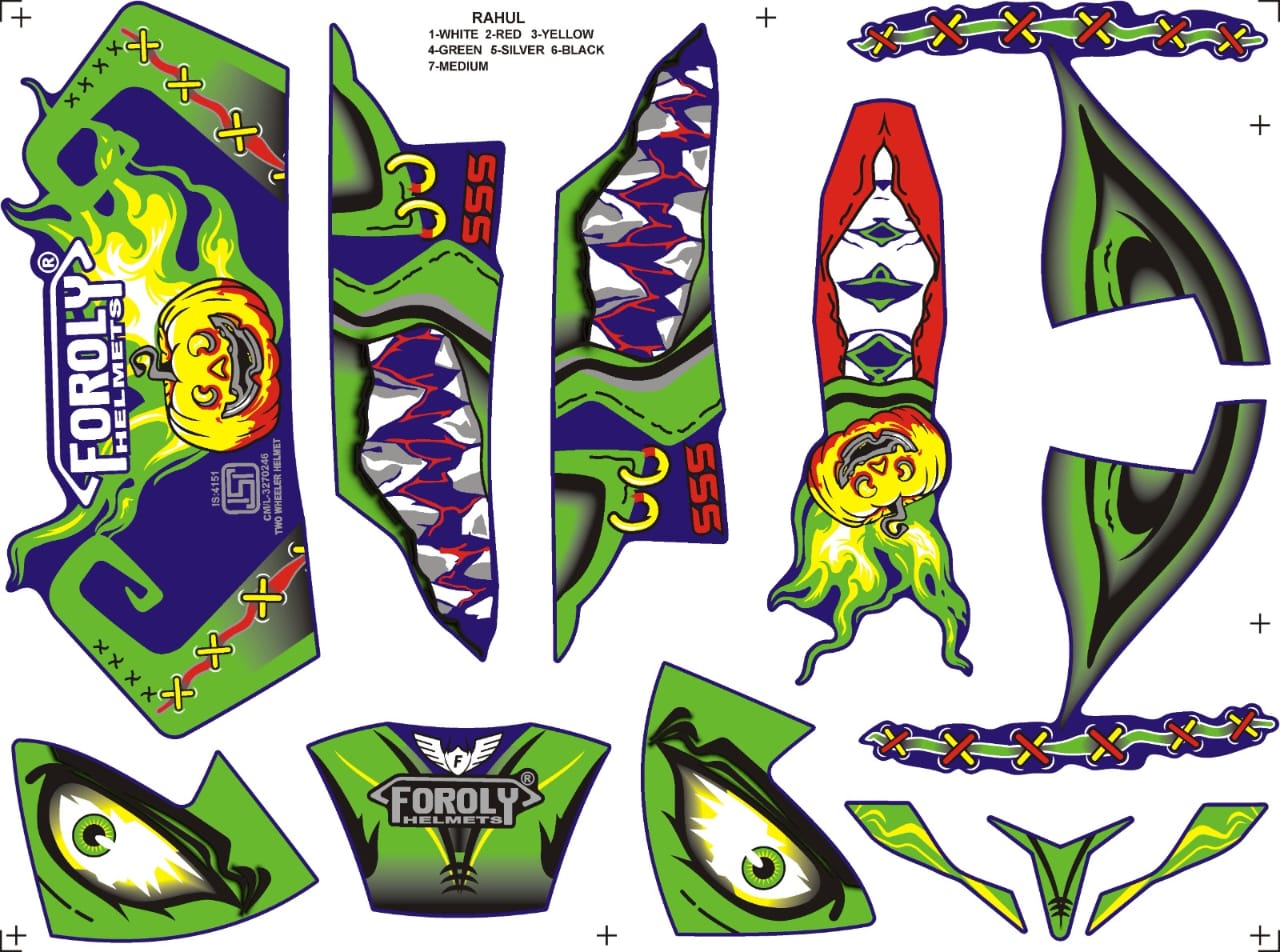 RAHUL
1-WHITE 2-RED 3-YELLOW
4-GREEN 5-SILVER 6-BLACK
7-MEDIUM
SSS
SSS
FOROLY®
HELMETS
IS:4151
ISI
CM/L-3270246
TWO WHEELER HELMET
F
FOROLY®
HELMETS